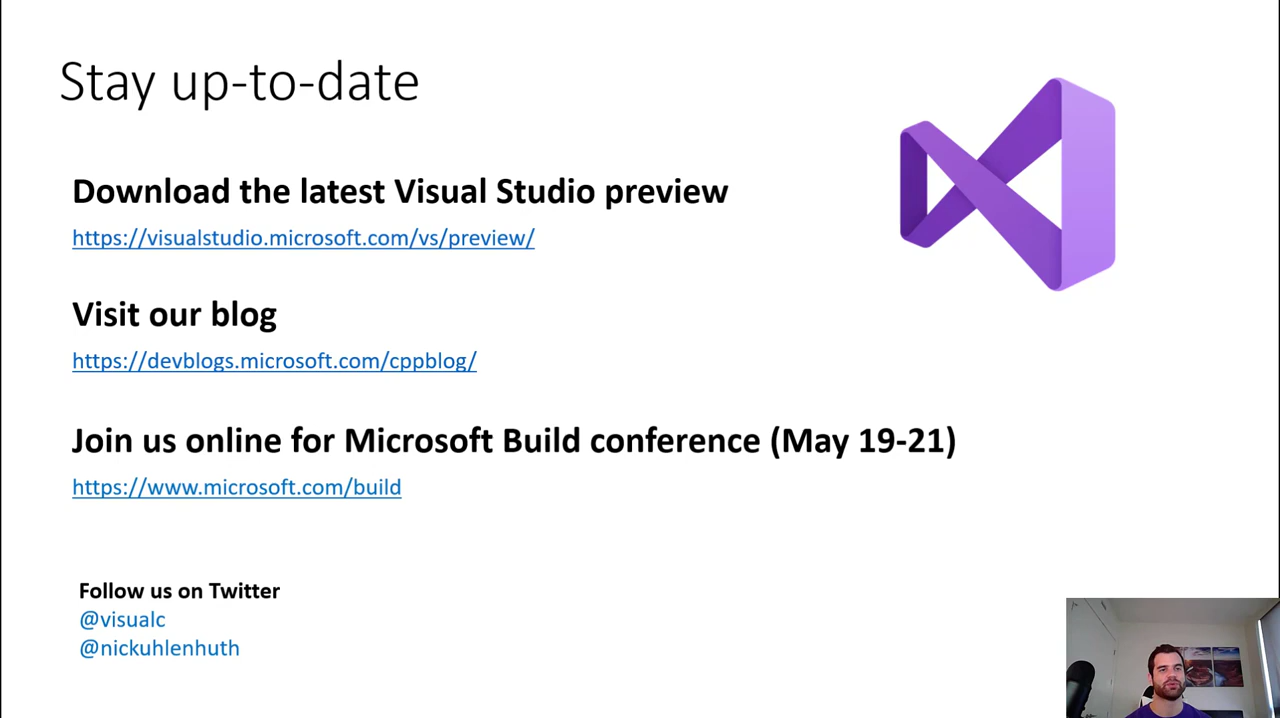 Stay up-to-date
Download the latest Visual Studio preview
https://visualstudio.microsoft.com/vs/preview/
Visit our blog
https://devblogs.microsoft.com/cppblog/
Join us online for Microsoft Build conference (May 19-21)
https://www.microsoft.com/build
Follow us on Twitter
@visualc
@nickuhlenhuth